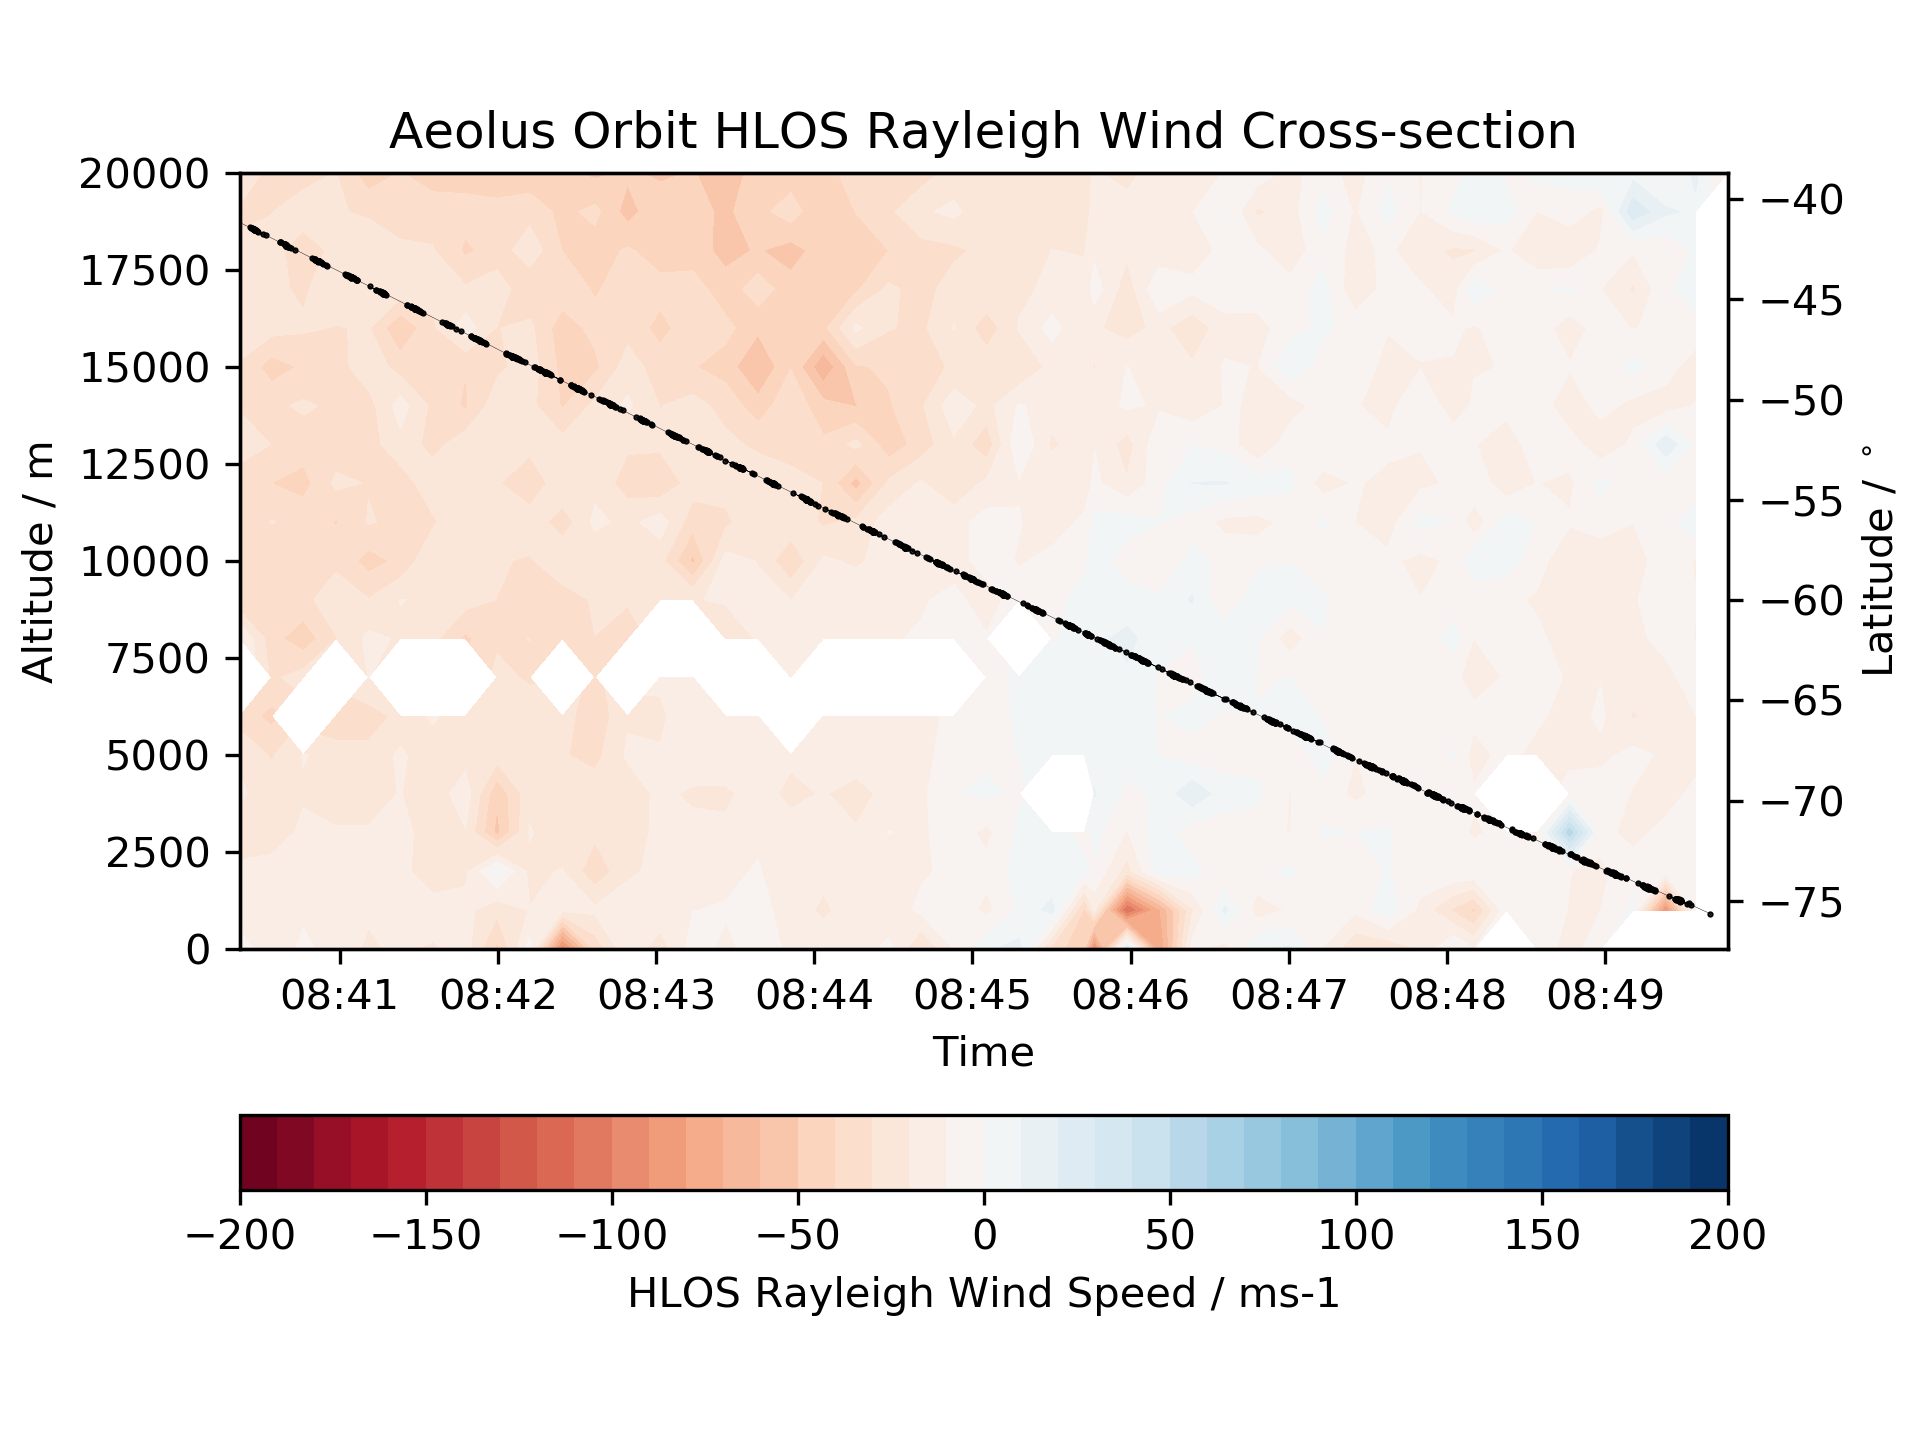 Aeolus Orbit HLOS Rayleigh Wind Cross-section
20000
17500
15000
12500
10000
7500
5000
2500
0
Altitude / m
−40
−45
−50
−55
−60
−65
−70
−75
Latitude / °
08:41 08:42 08:43 08:44 08:45 08:46 08:47 08:48 08:49
Time
−200 −150 −100 −50 0 50 100 150 200
HLOS Rayleigh Wind Speed / ms-1